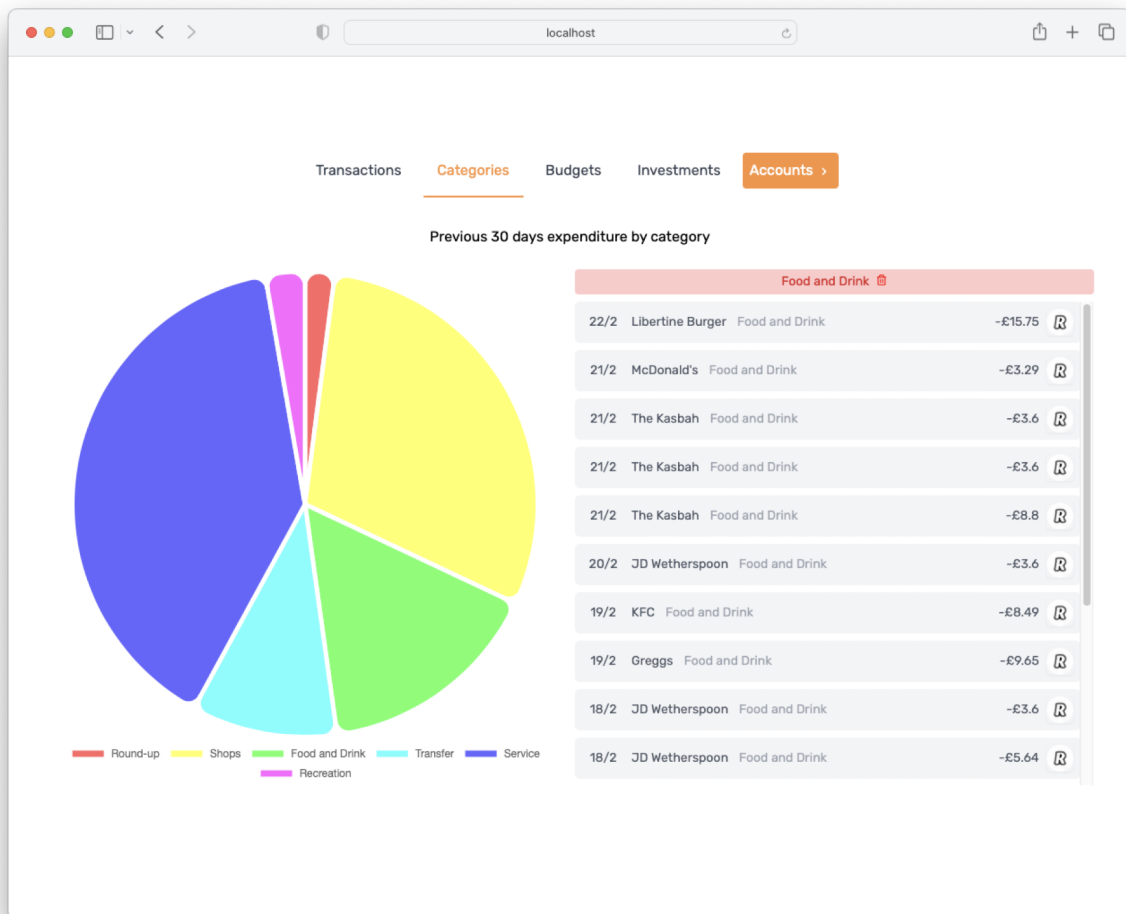 localhost
Transactions Categories Budgets Investments Accounts ›
Previous 30 days expenditure by category
Food and Drink
22/2 Libertine Burger Food and Drink -£15.75 R
21/2 McDonald's Food and Drink -£3.29 R
21/2 The Kasbah Food and Drink -£3.6 R
21/2 The Kasbah Food and Drink -£3.6 R
21/2 The Kasbah Food and Drink -£8.8 R
20/2 JD Wetherspoon Food and Drink -£3.6 R
19/2 KFC Food and Drink -£8.49 R
19/2 Greggs Food and Drink -£9.65 R
18/2 JD Wetherspoon Food and Drink -£3.6 R
18/2 JD Wetherspoon Food and Drink -£5.64 R
Round-up Shops Food and Drink Transfer Service
Recreation